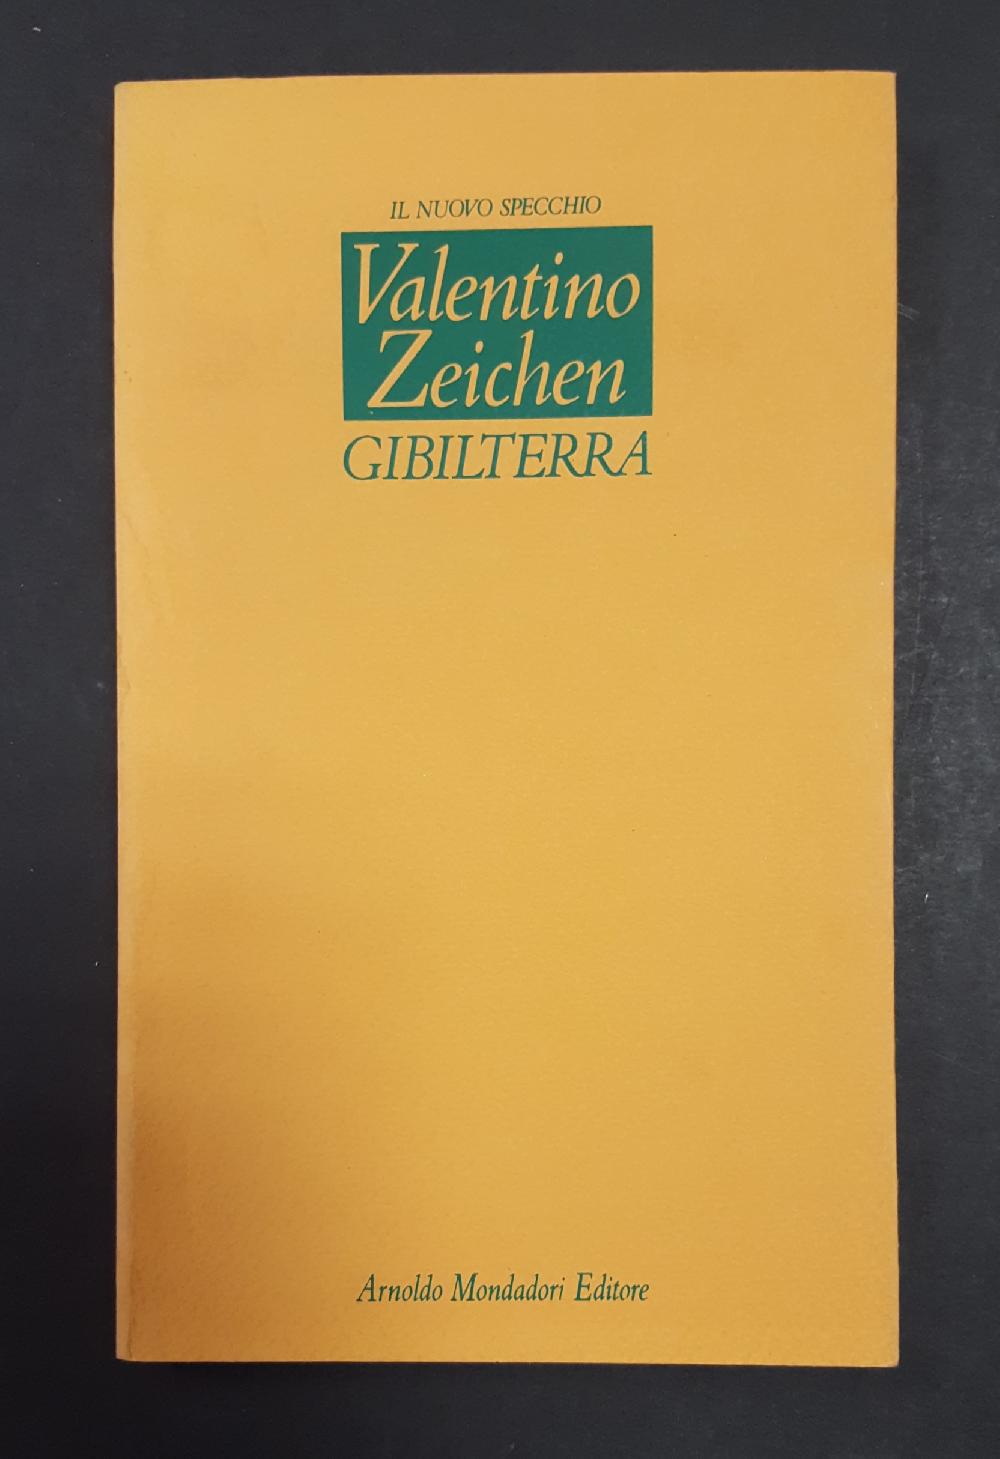 IL NUOVO SPECCHIO
Valentino
Zeichen
GIBILTERRA
Arnoldo Mondadori Editore